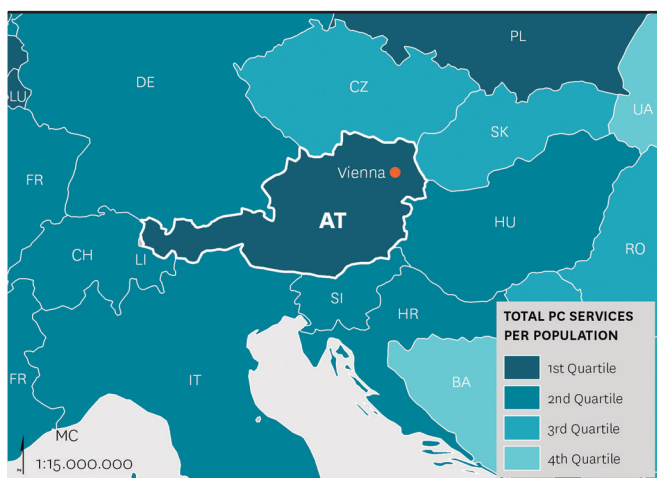 PL
DE
LU
CZ
UA
SK
Vienna
FR
AT
HU
CH
LI
RO
SI
HR
TOTAL PC SERVICES
PER POPULATION
1st Quartile
2nd Quartile
3rd Quartile
4th Quartile
FR
IT
BA
MC
1:15.000.000